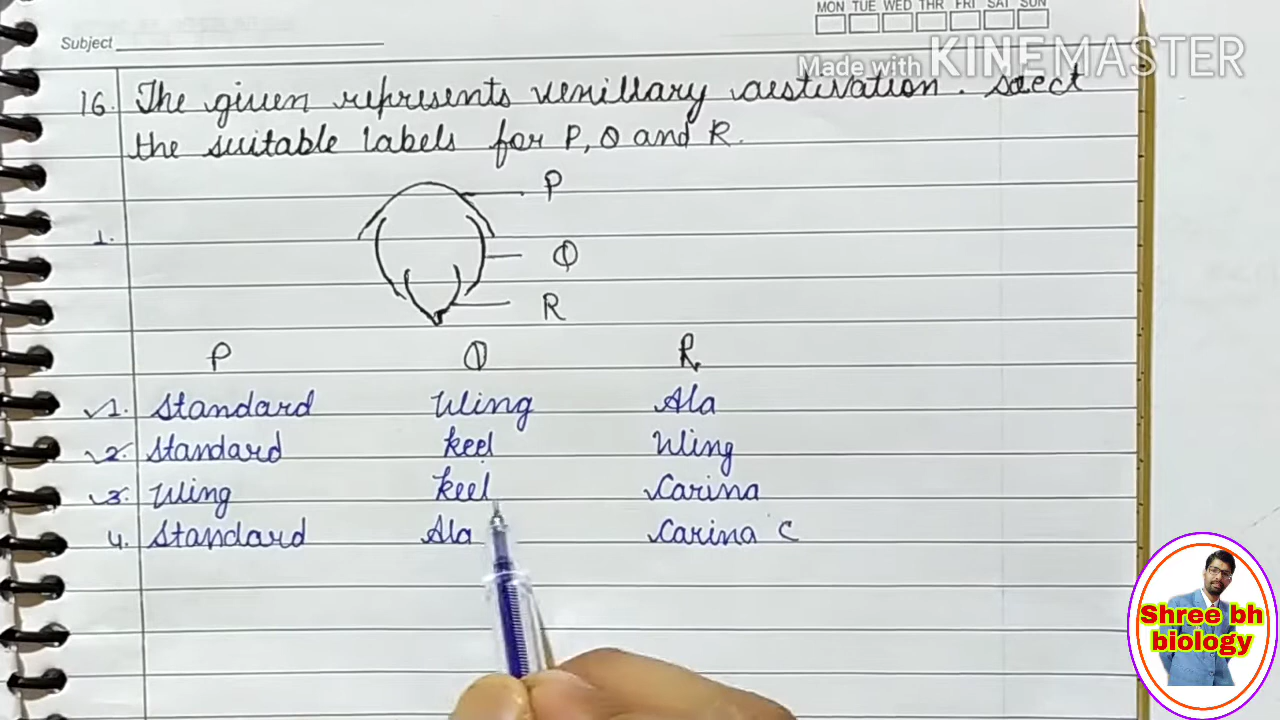 MON TUE WED THR FRI SAT SUN
Subject
Made with KINEMASTER
16. The given represents vexillary aestivation. Select
the suitable labels for P, Q and R.
P
1.
Q
R
P Q R
1. Standard Wing Ala
2. Standard keel Wing
3. Wing keel Carina
4. Standard Ala Carina C
Shree bh
biology